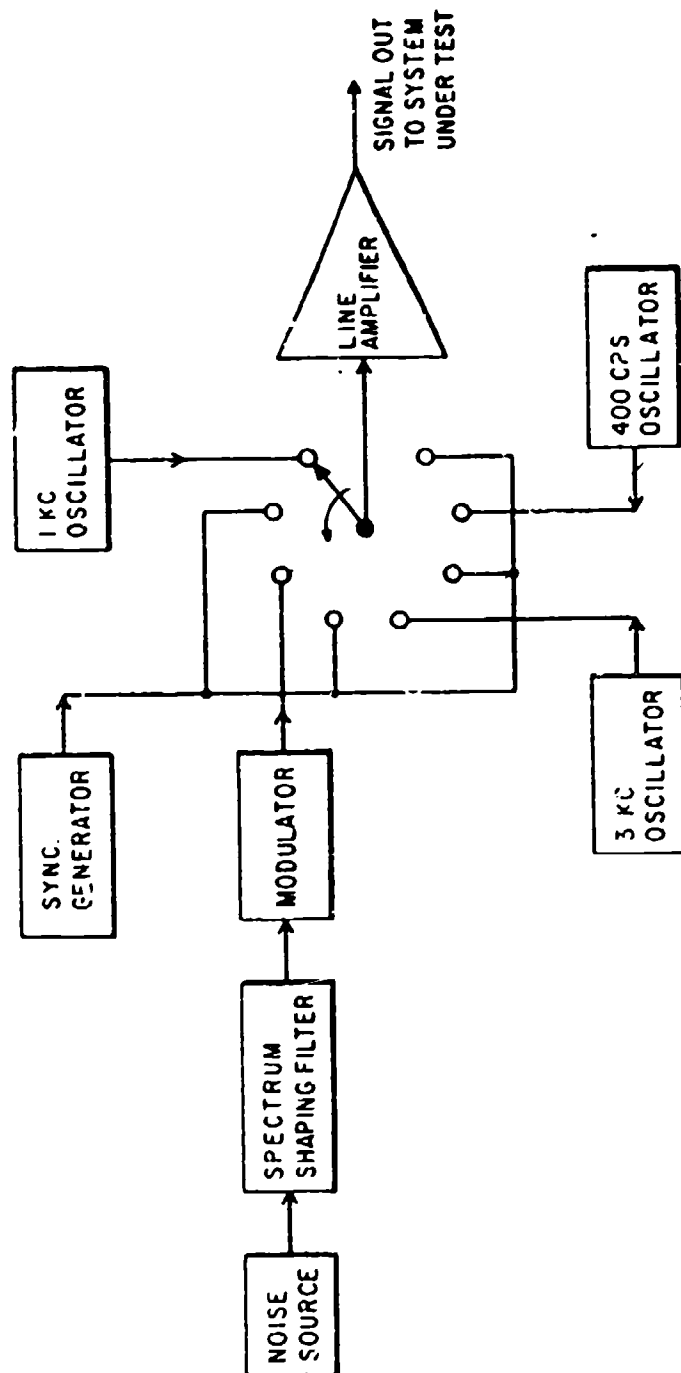 1 KC
OSCILLATOR
SYNC.
GENERATOR
SIGNAL OUT
TO SYSTEM
UNDER TEST
LINE
AMPLIFIER
NOISE
SOURCE
SPECTRUM
SHAPING FILTER
MODULATOR
3 KC
OSCILLATOR
400 CPS
OSCILLATOR